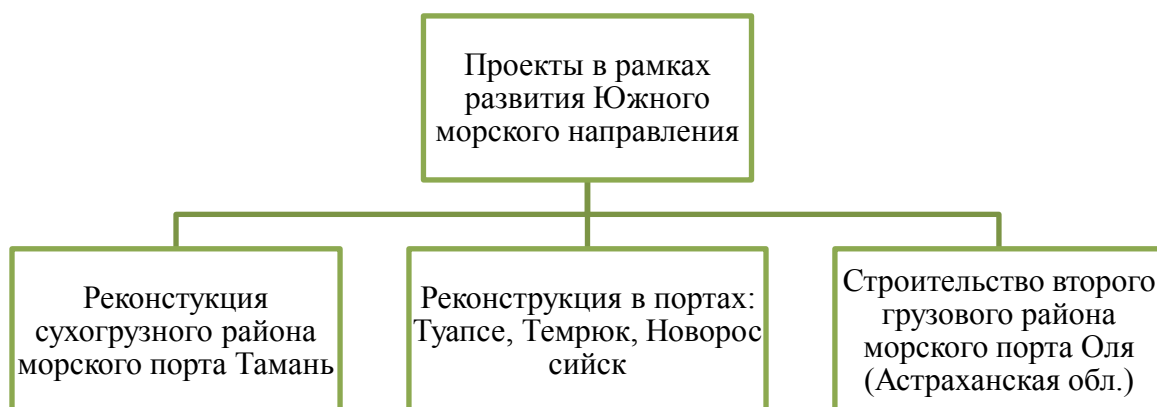 Проекты в рамках
развития Южного
морского направления
Реконстукция
сухогрузного района
морского порта Тамань
Реконструкция в портах:
Туапсе, Темрюк, Новорос
сийск
Строительство второго
грузового района
морского порта Оля
(Астраханская обл.)